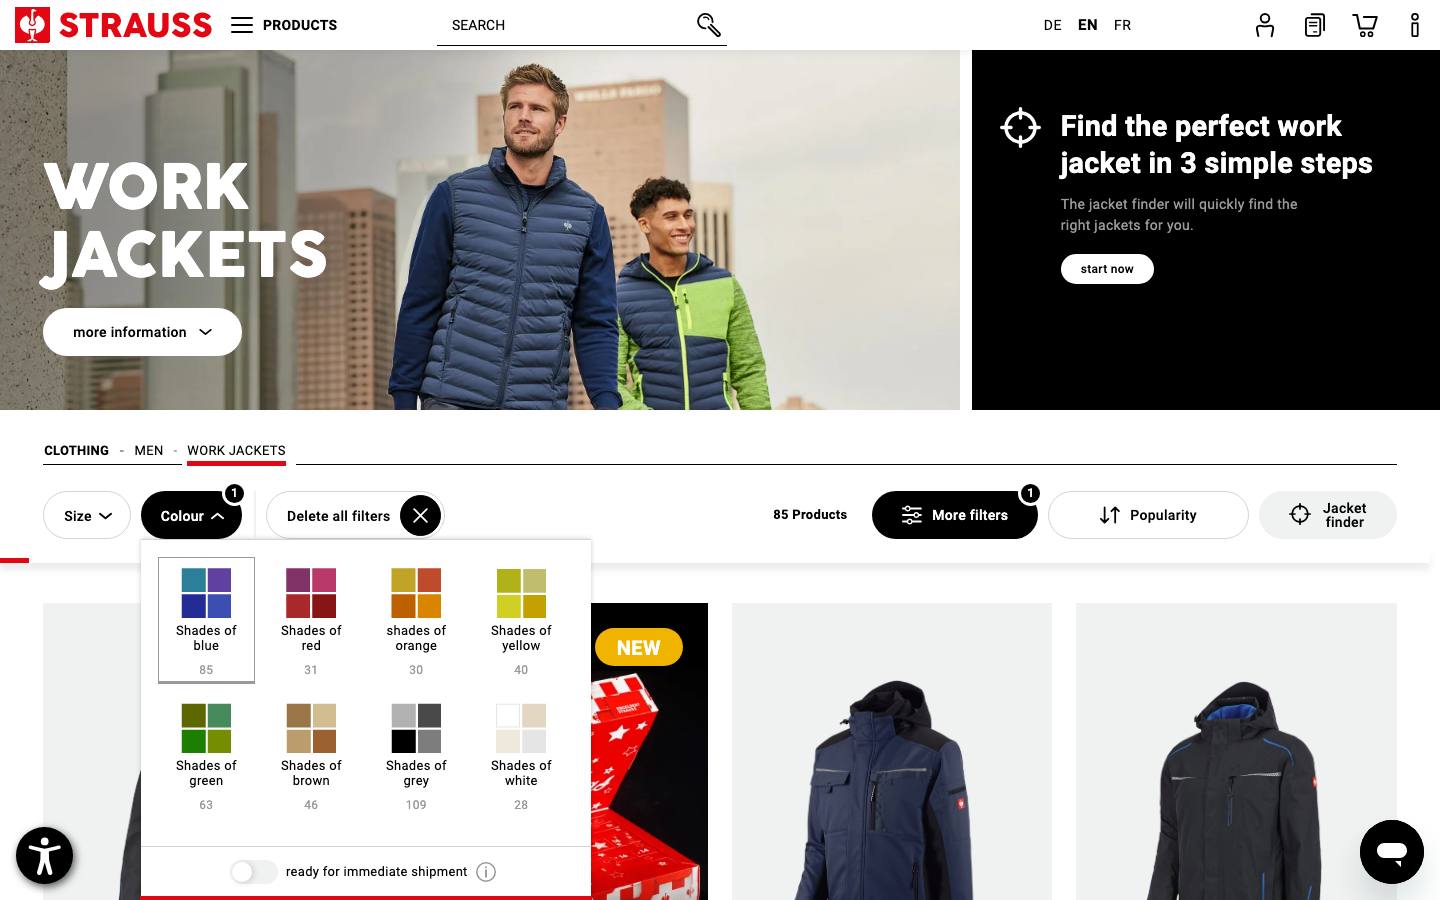 STRAUSS
PRODUCTS
SEARCH
DE EN FR
WELLS FARGO
WORK
JACKETS
more information
Find the perfect work
jacket in 3 simple steps
The jacket finder will quickly find the
right jackets for you.
start now
CLOTHING - MEN - WORK JACKETS
Size
Colour
1
Delete all filters
85 Products
More filters
1
Popularity
Jacket
finder
Shades of
blue
85
Shades of
red
31
shades of
orange
30
Shades of
yellow
40
Shades of
green
63
Shades of
brown
46
Shades of
grey
109
Shades of
white
28
ready for immediate shipment
NEW
ENGELBERT
STRAUSS